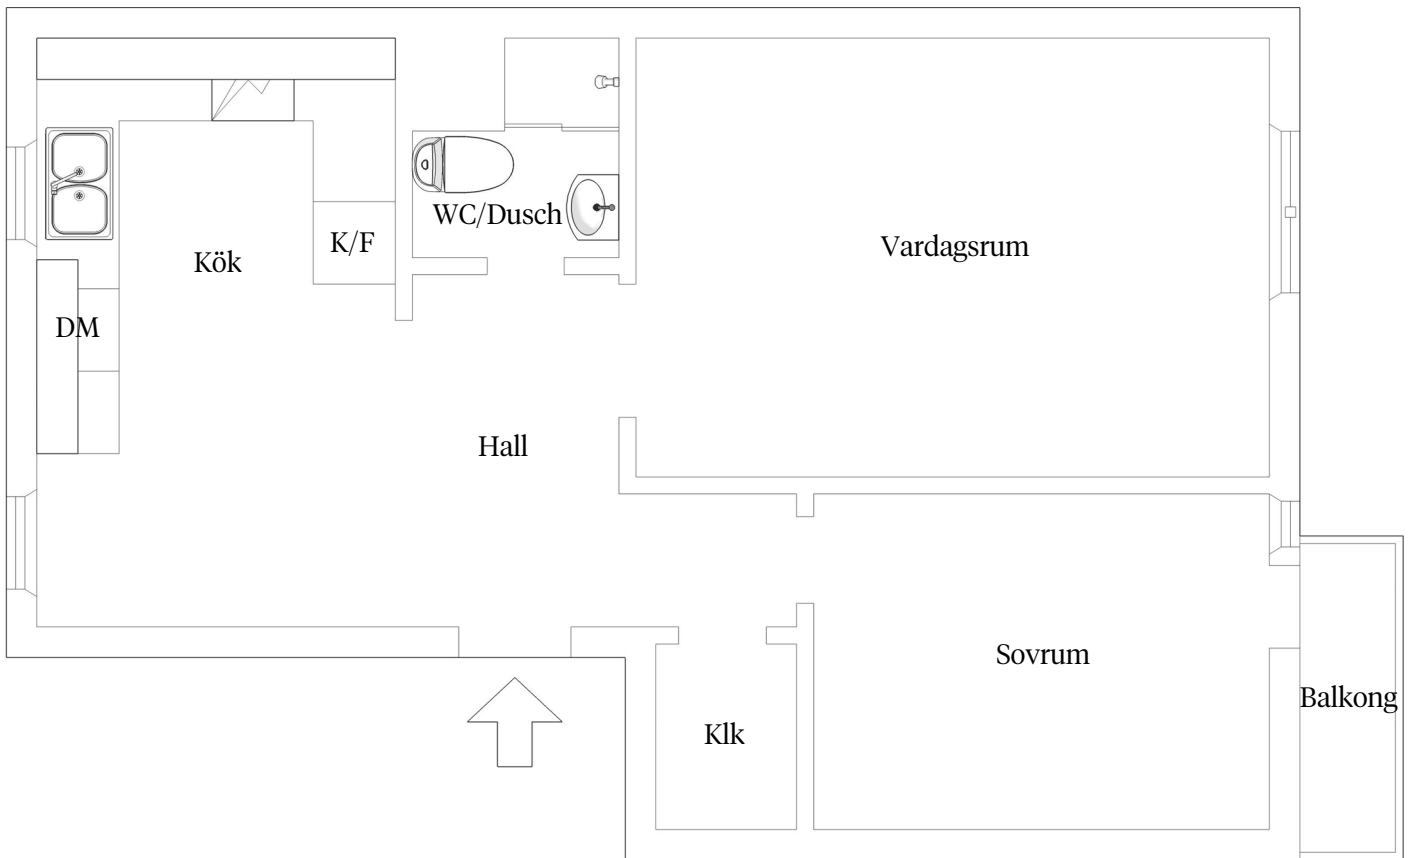 WC/Dusch
K/F
Kök
Vardagsrum
DM
Hall
Sovrum
Balkong
Klk